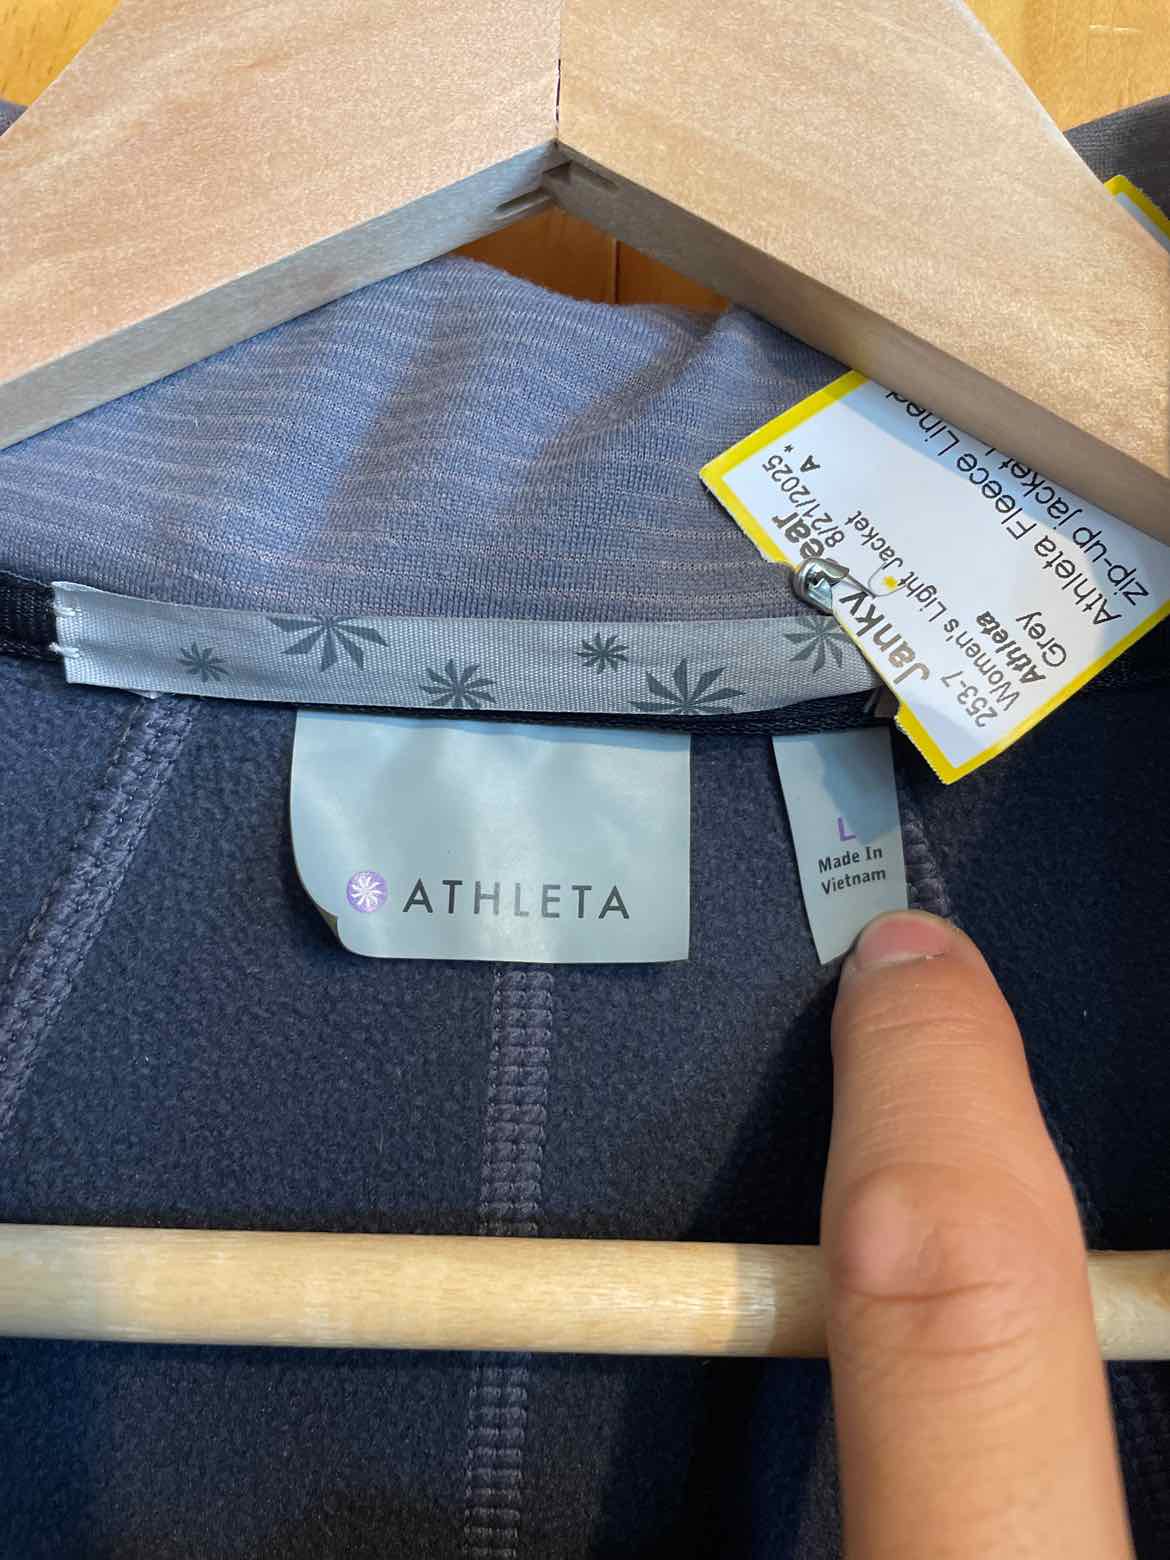 ATHLETA
L
Made In
Vietnam
Janky
8/21/2025
A *
253-7
Women's Light Jacket
Athleta
Grey
Athleta Fleece Lined
zip-up jacket